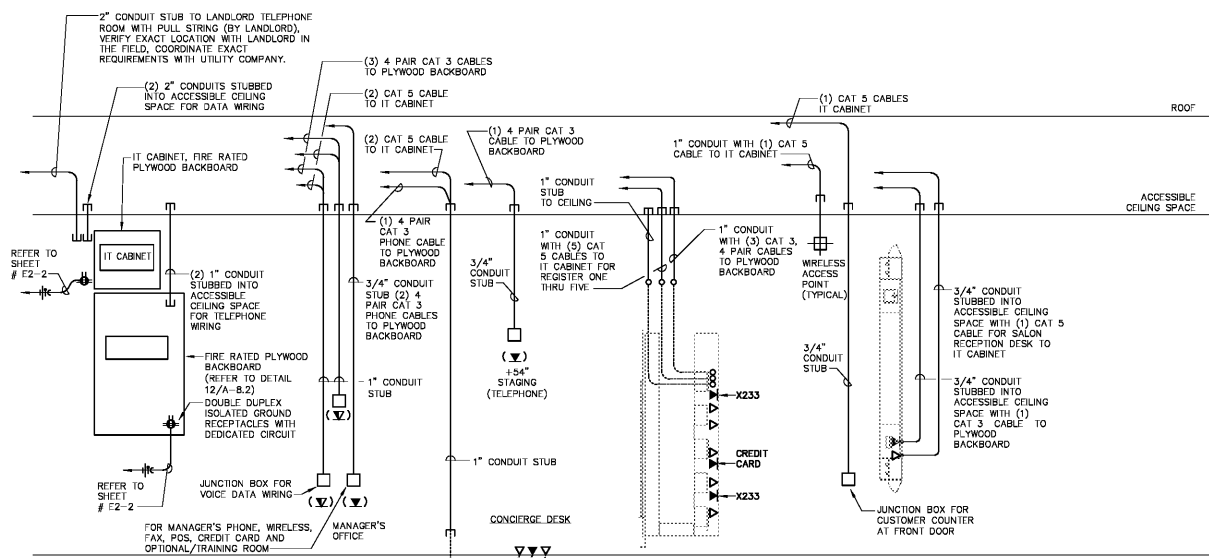 2" CONDUIT STUB TO LANDLORD TELEPHONE
ROOM WITH PULL STRING (BY LANDLORD),
VERIFY EXACT LOCATION WITH LANDLORD IN
THE FIELD, COORDINATE EXACT
REQUIREMENTS WITH UTILITY COMPANY.
(2) 2" CONDUITS STUBBED
INTO ACCESSIBLE CEILING
SPACE FOR DATA WIRING
(3) 4 PAIR CAT 3 CABLES
TO PLYWOOD BACKBOARD
(2) CAT 5 CABLE
TO IT CABINET
(2) CAT 5 CABLE
TO IT CABINET
(1) 4 PAIR CAT 3
CABLE TO PLYWOOD
BACKBOARD
(1) CAT 5 CABLES
IT CABINET
ROOF
1" CONDUIT WITH (1) CAT 5
CABLE TO IT CABINET
IT CABINET, FIRE RATED
PLYWOOD BACKBOARD
1" CONDUIT
STUB
TO CEILING
ACCESSIBLE
CEILING SPACE
REFER TO
SHEET
# E2-2
IT CABINET
(2) 1" CONDUIT
STUBBED INTO
ACCESSIBLE
CEILING SPACE
FOR TELEPHONE
WIRING
(1) 4 PAIR
CAT 3
PHONE CABLE
TO PLYWOOD
BACKBOARD
3/4" CONDUIT
STUB (2) 4
PAIR CAT 3
PHONE CABLES
TO PLYWOOD
BACKBOARD
3/4"
CONDUIT
STUB
1" CONDUIT
WITH (5) CAT
5 CABLES TO
IT CABINET FOR
REGISTER ONE
THRU FIVE
1" CONDUIT
WITH (3) CAT 3,
4 PAIR CABLES
TO PLYWOOD
BACKBOARD
WIRELESS
ACCESS
POINT
(TYPICAL)
3/4" CONDUIT
STUBBED INTO
ACCESSIBLE CEILING
SPACE WITH (1) CAT 5
CABLE FOR SALON
RECEPTION DESK TO
IT CABINET
FIRE RATED PLYWOOD
BACKBOARD
(REFER TO DETAIL
12/A-8.2)
DOUBLE DUPLEX
ISOLATED GROUND
RECEPTACLES WITH
DEDICATED CIRCUIT
1" CONDUIT
STUB
+54"
STAGING
(TELEPHONE)
3/4"
CONDUIT
STUB
3/4" CONDUIT
STUBBED INTO
ACCESSIBLE CEILING
SPACE WITH (1)
CAT 3 CABLE TO
PLYWOOD
BACKBOARD
X233
CREDIT
CARD
X233
REFER TO
SHEET
# E2-2
JUNCTION BOX FOR
VOICE DATA WIRING
1" CONDUIT STUB
FOR MANAGER'S PHONE, WIRELESS,
FAX, POS, CREDIT CARD AND
OPTIONAL/TRAINING ROOM
MANAGER'S
OFFICE
CONCIERGE DESK
JUNCTION BOX FOR
CUSTOMER COUNTER
AT FRONT DOOR